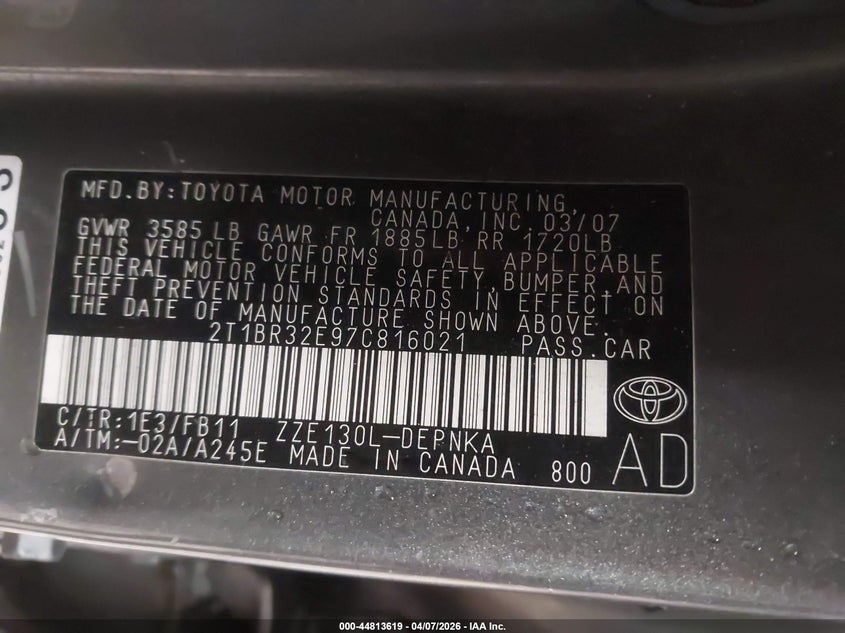 MFD.BY:TOYOTA MOTOR MANUFACTURING,
CANADA,INC. 03/07
GVWR 3585LB GAWR FR 1885LB RR 1720LB
THIS VEHICLE CONFORMS TO ALL APPLICABLE
FEDERAL MOTOR VEHICLE SAFETY,BUMPER,AND
THEFT PREVENTION STANDARDS IN EFFECT ON
THE DATE OF MANUFACTURE SHOWN ABOVE.
2T1BR32E97C816021 PASS.CAR
C/TR:1E3/FB11 ZZE130L-DEPNKA
A/TM:-02A/A245E MADE IN CANADA 800
AD
000-44813619 - 04/07/2026 - IAA Inc.